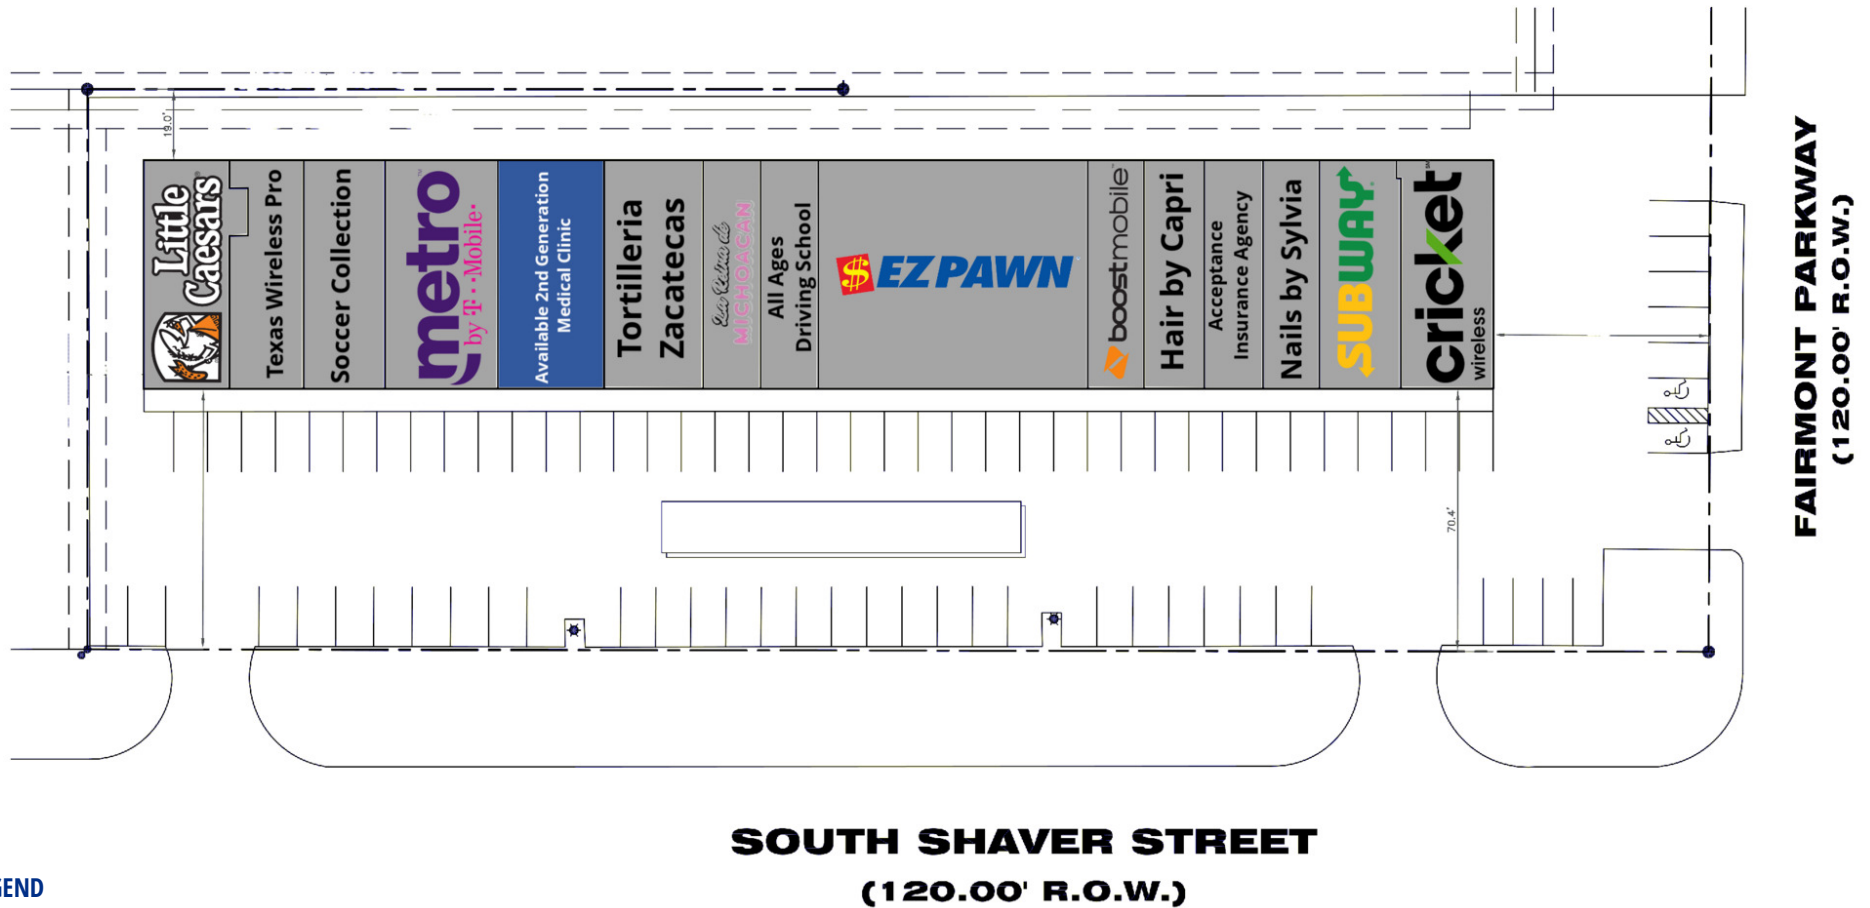 19.0'
Little
Caesars
Texas Wireless Pro
Soccer Collection
metro
by T··Mobile·
Available 2nd Generation
Medical Clinic
Tortilleria
Zacatecas
MICHOACAN
All Ages
Driving School
$ EZ PAWN
boostmobile
Hair by Capri
Acceptance
Insurance Agency
Nails by Sylvia
SUBWAY
cricket
wireless
70.4'
FAIRMONT PARKWAY
(120.00' R.O.W.)
SOUTH SHAVER STREET
(120.00' R.O.W.)
GEND